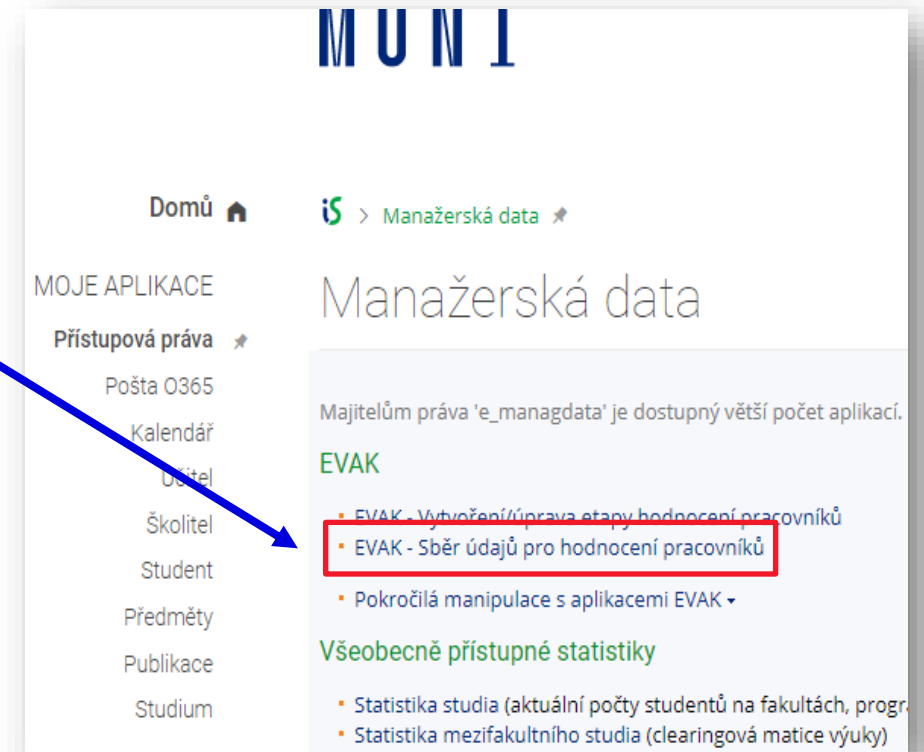 MUNI
Domů
iS > Manažerská data
MOJE APLIKACE
Manažerská data
Přístupová práva
Pošta O365
Kalendář
Učitel
Školitel
Student
Předměty
Publikace
Studium
Majitelům práva 'e_managdata' je dostupný větší počet aplikací.
EVAK
EVAK - Vytvoření/úprava etapy hodnocení pracovníků
EVAK - Sběr údajů pro hodnocení pracovníků
Pokročilá manipulace s aplikacemi EVAK
Všeobecně přístupné statistiky
Statistika studia (aktuální počty studentů na fakultách,
Statistika mezifakultního studia (clearingová matice výuky)